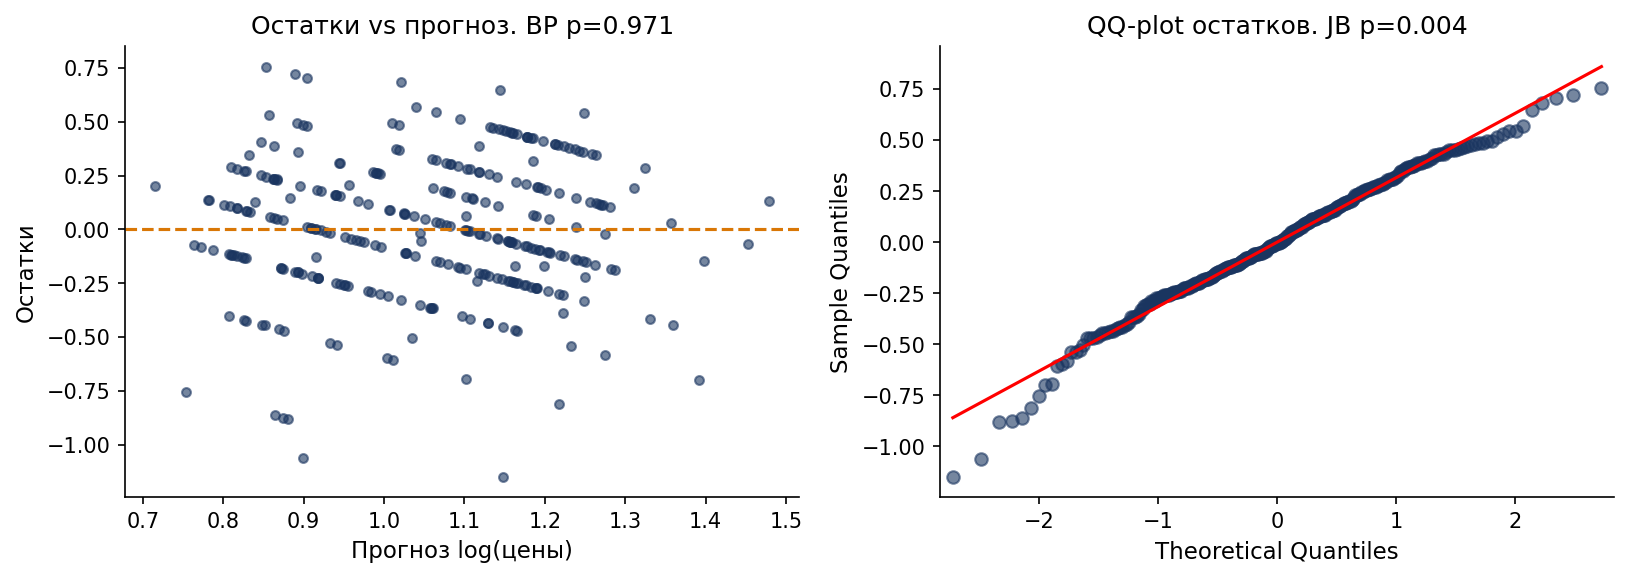 Остатки vs прогноз. BP p=0.971
Остатки
0.75
0.50
0.25
0.00
−0.25
−0.50
−0.75
−1.00
0.7 0.8 0.9 1.0 1.1 1.2 1.3 1.4 1.5
Прогноз log(цены)
QQ-plot остатков. JB p=0.004
Sample Quantiles
0.75
0.50
0.25
0.00
−0.25
−0.50
−0.75
−1.00
−2 −1 0 1 2
Theoretical Quantiles